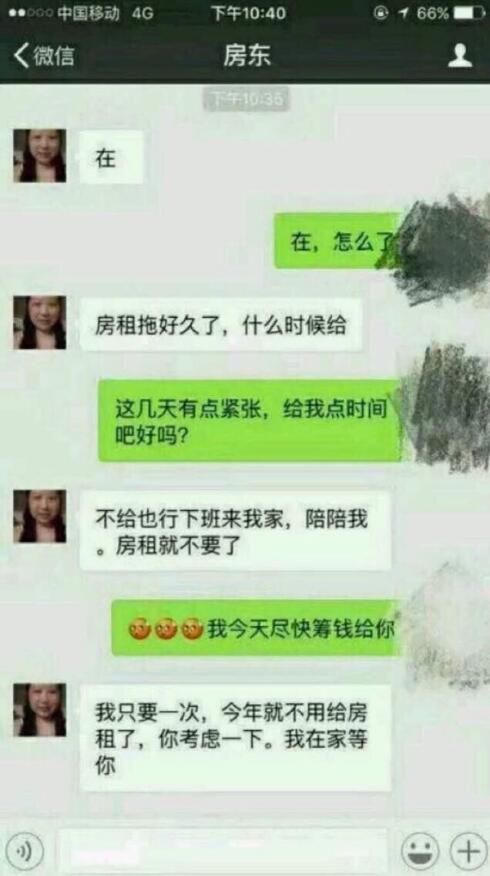 中国移动 4G 下午10:40 66%
微信 房东
下午10:35
在
在，怎么了
房租拖好久了，什么时候给
这几天有点紧张，给我点时间
吧好吗？
不给也行下班来我家，陪陪我
。房租就不要了
我今天尽快筹钱给你
我只要一次，今年就不用给房
租了，你考虑一下。我在家等
你